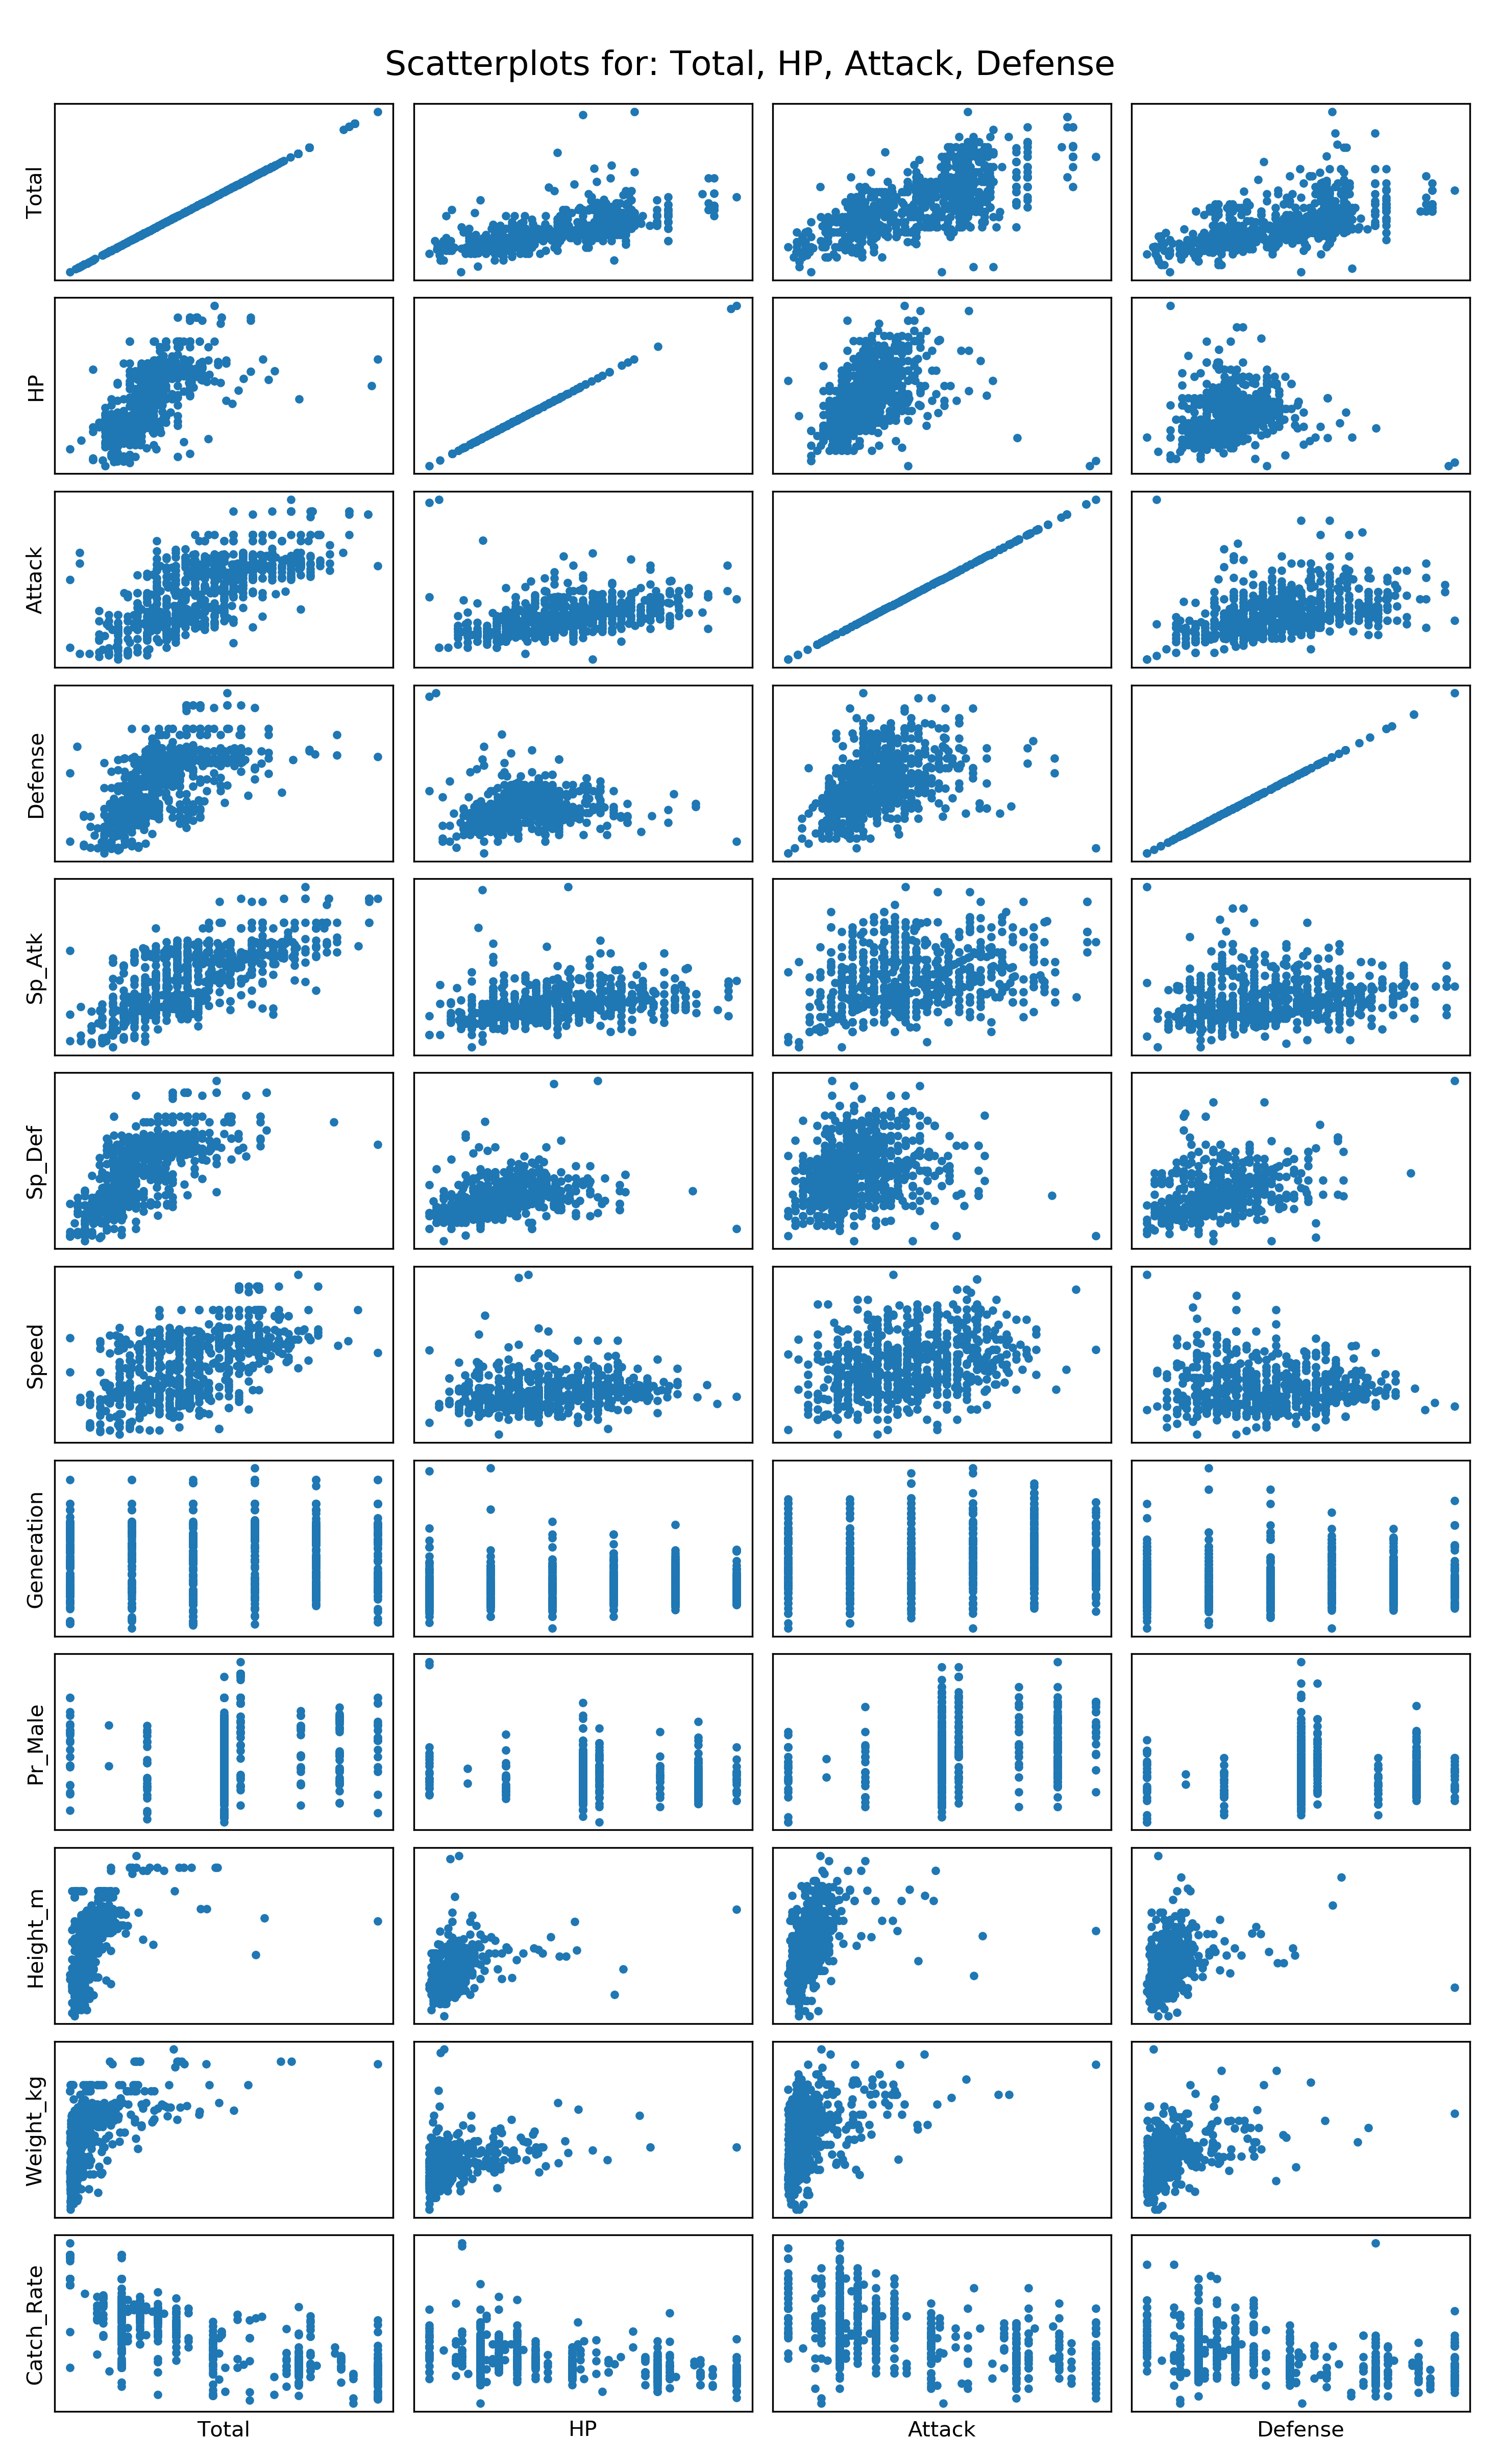 Scatterplots for: Total, HP, Attack, Defense
Total
HP
Attack
Defense
Sp_Atk
Sp_Def
Speed
Generation
Pr_Male
Height_m
Weight_kg
Catch_Rate
Total HP Attack Defense